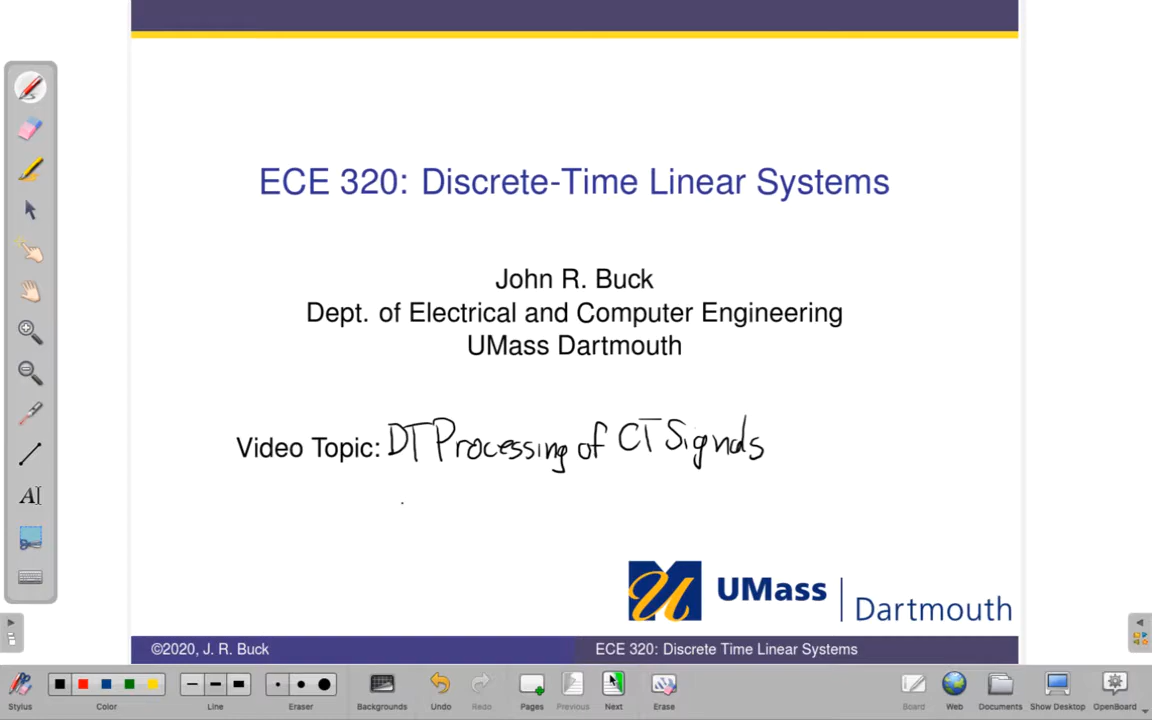 ECE 320: Discrete-Time Linear Systems
John R. Buck
Dept. of Electrical and Computer Engineering
UMass Dartmouth
Video Topic: DT Processing of CT Signals
UMass Dartmouth
©2020, J. R. Buck
ECE 320: Discrete Time Linear Systems
Stylus
Color
Line
Eraser
Backgrounds
Undo
Redo
Pages
Previous
Next
Erase
Board
Web
Documents
Show Desktop
OpenBoard